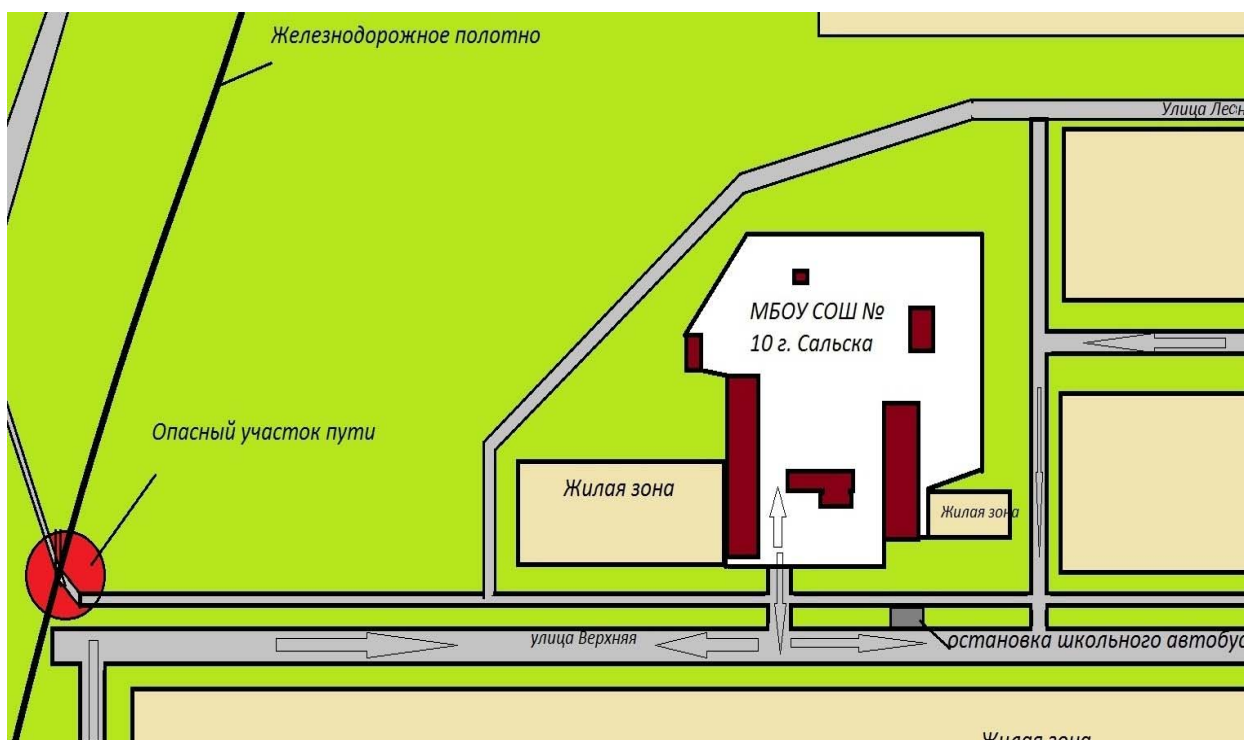 Железнодорожное полотно
Улица Лесн
МБОУ СОШ №
10 г. Сальска
Опасный участок пути
Жилая зона
Жилая зона
улица Верхняя
остановка школьного автобус
Жилая зона